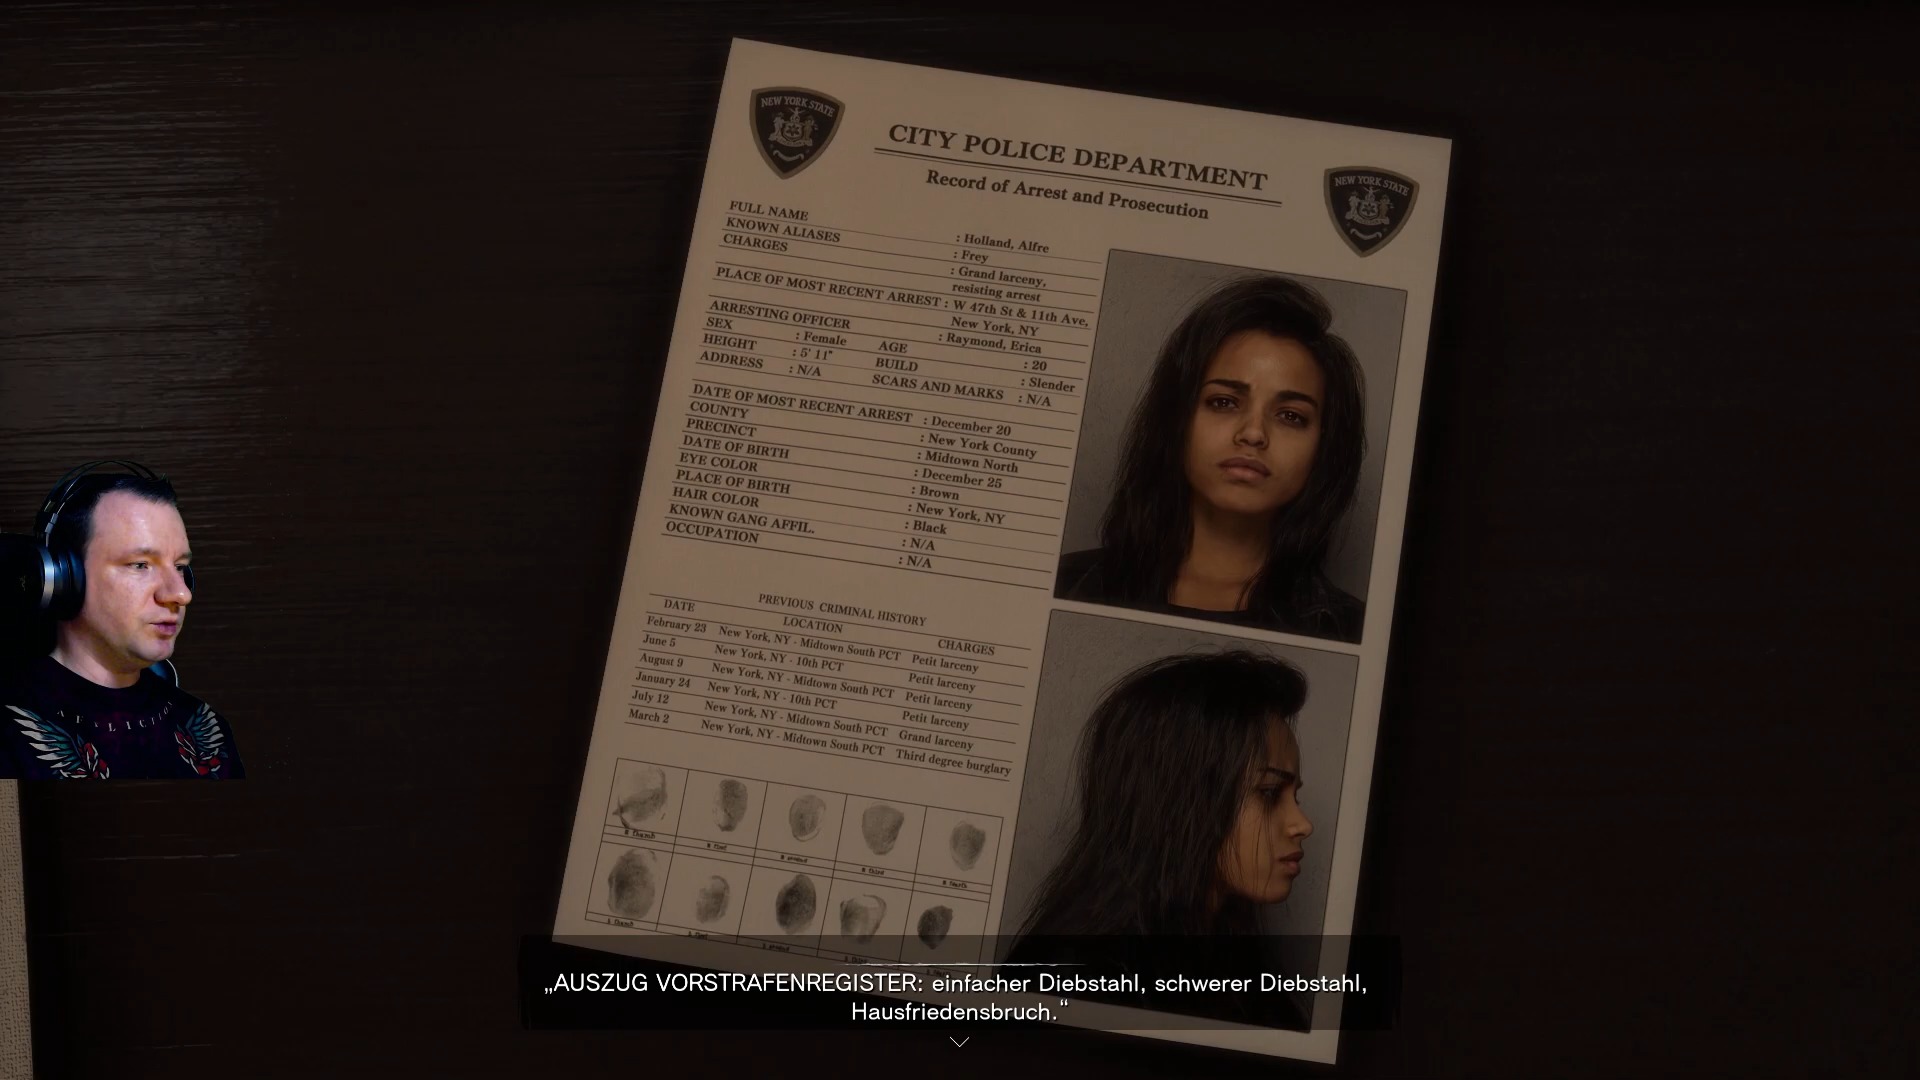 NEW YORK STATE
CITY POLICE DEPARTMENT
NEW YORK STATE
Record of Arrest and Prosecution
FULL NAME : Holland, Alfre
KNOWN ALIASES : Frey
CHARGES : Grand larceny,
resisting arrest
PLACE OF MOST RECENT ARREST : W 47th St & 11th Ave,
New York, NY
ARRESTING OFFICER : Raymond, Erica
SEX : Female AGE : 20
HEIGHT : 5' 11" BUILD : Slender
ADDRESS : N/A SCARS AND MARKS : N/A
DATE OF MOST RECENT ARREST : December 20
COUNTY : New York County
PRECINCT : Midtown North
DATE OF BIRTH : December 25
EYE COLOR : Brown
PLACE OF BIRTH : New York, NY
HAIR COLOR : Black
KNOWN GANG AFFIL. : N/A
OCCUPATION : N/A
PREVIOUS CRIMINAL HISTORY
DATE LOCATION CHARGES
February 23 New York, NY - Midtown South PCT Petit larceny
June 5 New York, NY - 10th PCT Petit larceny
August 9 New York, NY - Midtown South PCT Petit larceny
January 24 New York, NY - 10th PCT Petit larceny
July 12 New York, NY - Midtown South PCT Grand larceny
March 2 New York, NY - Midtown South PCT Third degree burglary
AFFLICTION
„AUSZUG VORSTRAFENREGISTER: einfacher Diebstahl, schwerer Diebstahl,
Hausfriedensbruch.“